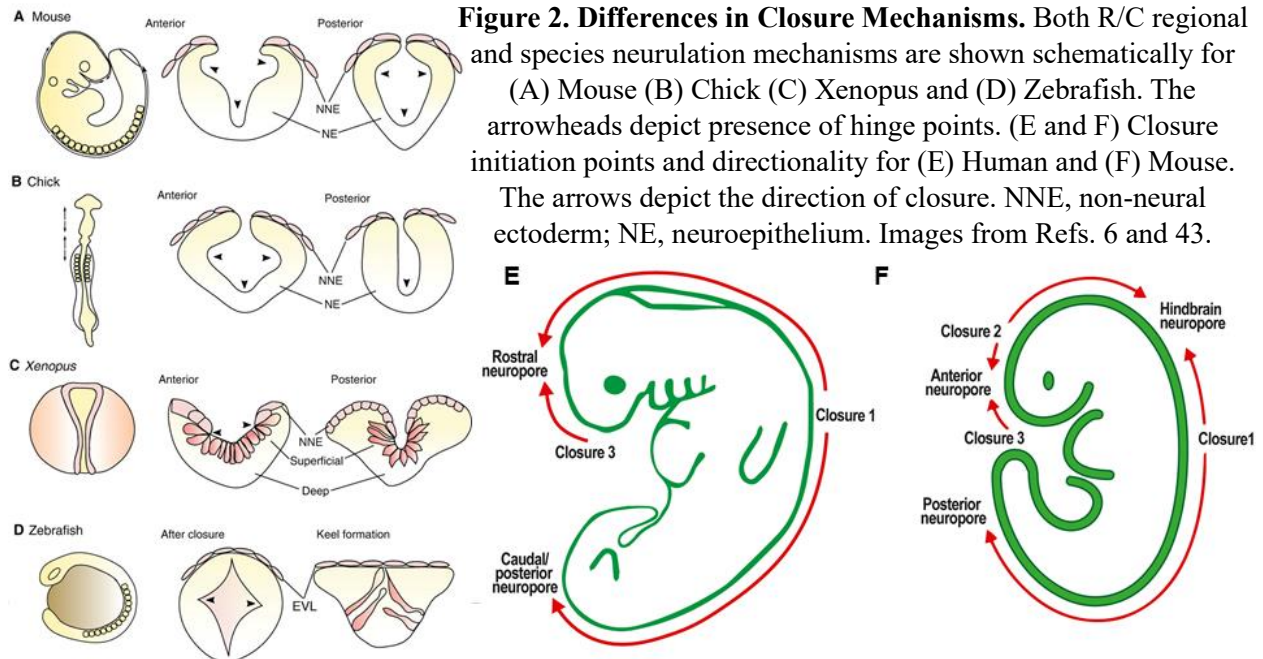 Figure 2. Differences in Closure Mechanisms. Both R/C regional
and species neurulation mechanisms are shown schematically for
(A) Mouse (B) Chick (C) Xenopus and (D) Zebrafish. The
arrowheads depict presence of hinge points. (E and F) Closure
initiation points and directionality for (E) Human and (F) Mouse.
The arrows depict the direction of closure. NNE, non-neural
ectoderm; NE, neuroepithelium. Images from Refs. 6 and 43.
A Mouse
Anterior
Posterior
NNE
NE
B Chick
Anterior
Posterior
NNE
NE
C Xenopus
Anterior
Posterior
NNE
Superficial
Deep
D Zebrafish
After closure
Keel formation
EVL
E
Rostral
neuropore
Closure 3
Closure 1
Caudal/
posterior
neuropore
F
Closure 2
Hindbrain
neuropore
Anterior
neuropore
Closure 3
Closure1
Posterior
neuropore